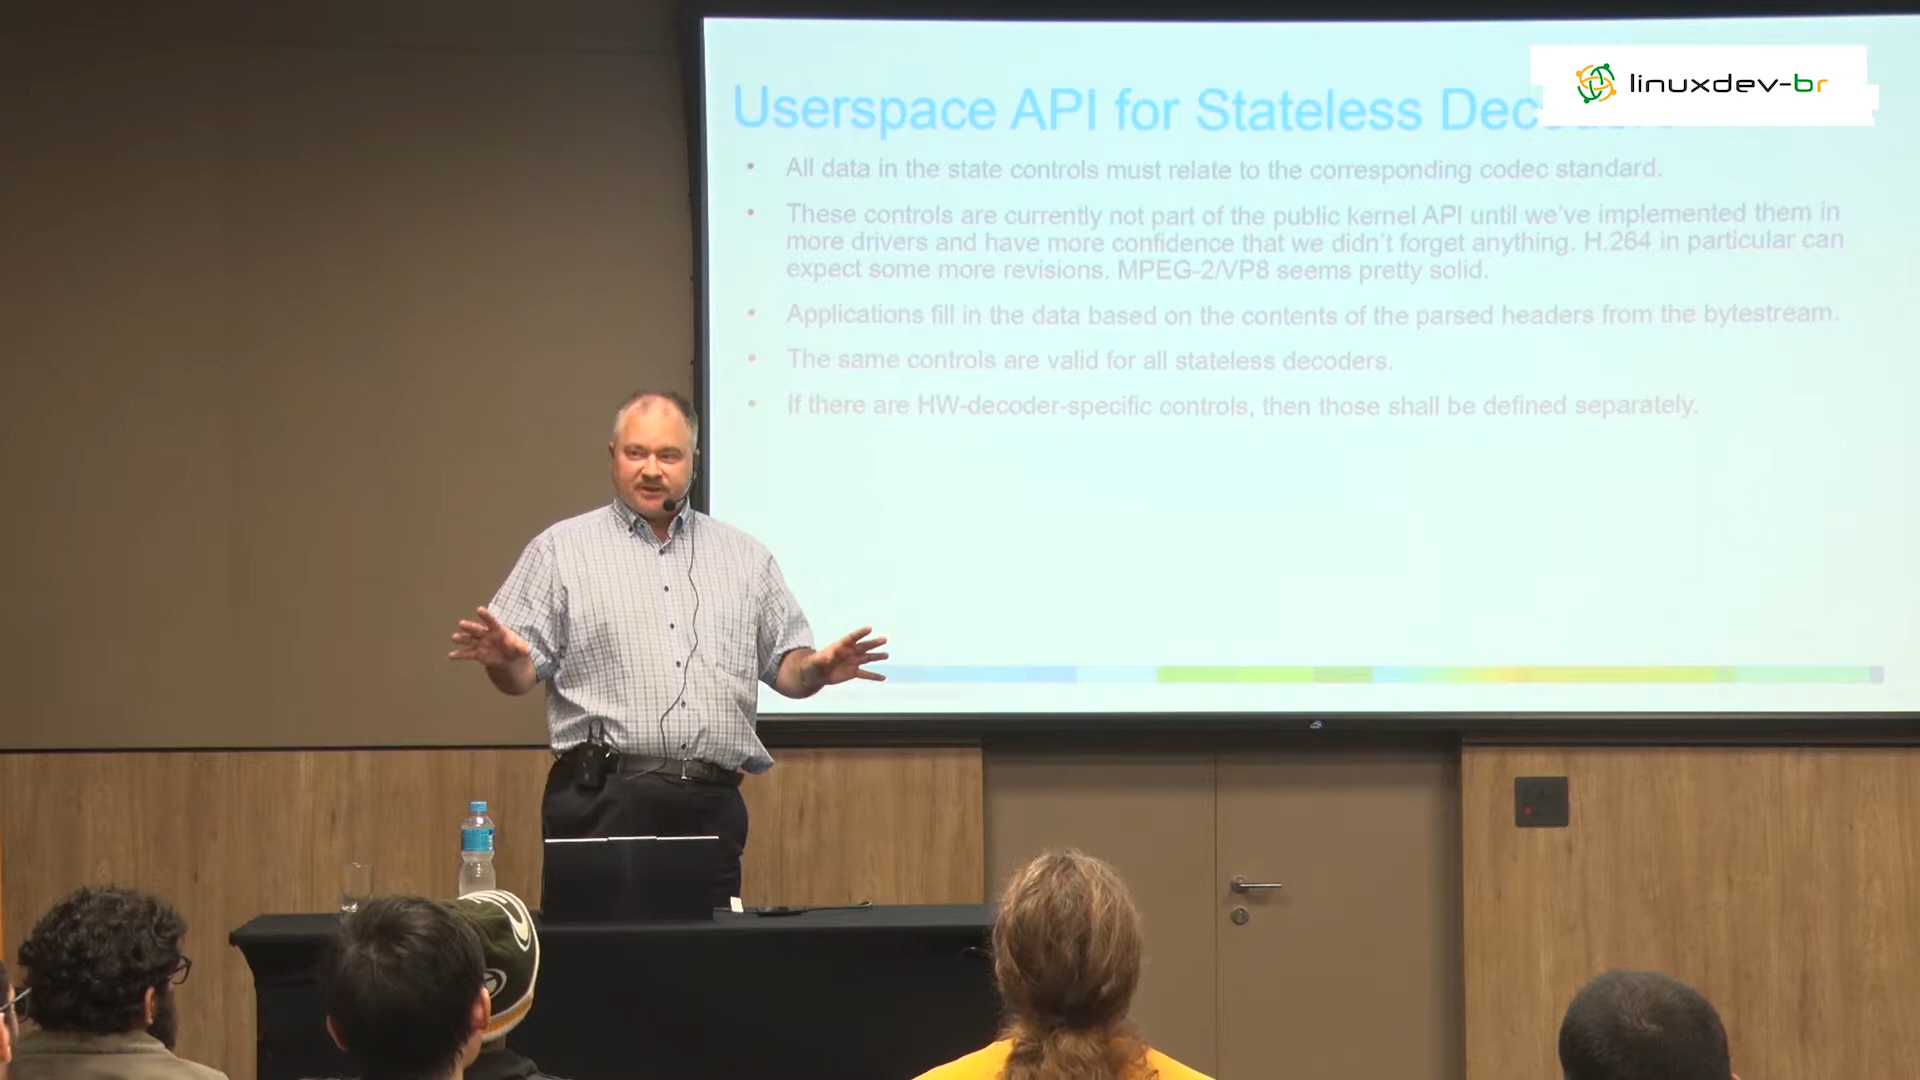 linuxdev-br
Userspace API for Stateless
• All data in the state controls must relate to the corresponding codec standard.
• These controls are currently not part of the public kernel API until we've implemented them in
more drivers and have more confidence that we didn't forget anything. H.264 in particular can
expect some more revisions. MPEG-2/VP8 seems pretty solid.
• Applications fill in the data based on the contents of the parsed headers from the bytestream.
• The same controls are valid for all stateless decoders.
• If there are HW-decoder-specific controls, then those shall be defined separately.